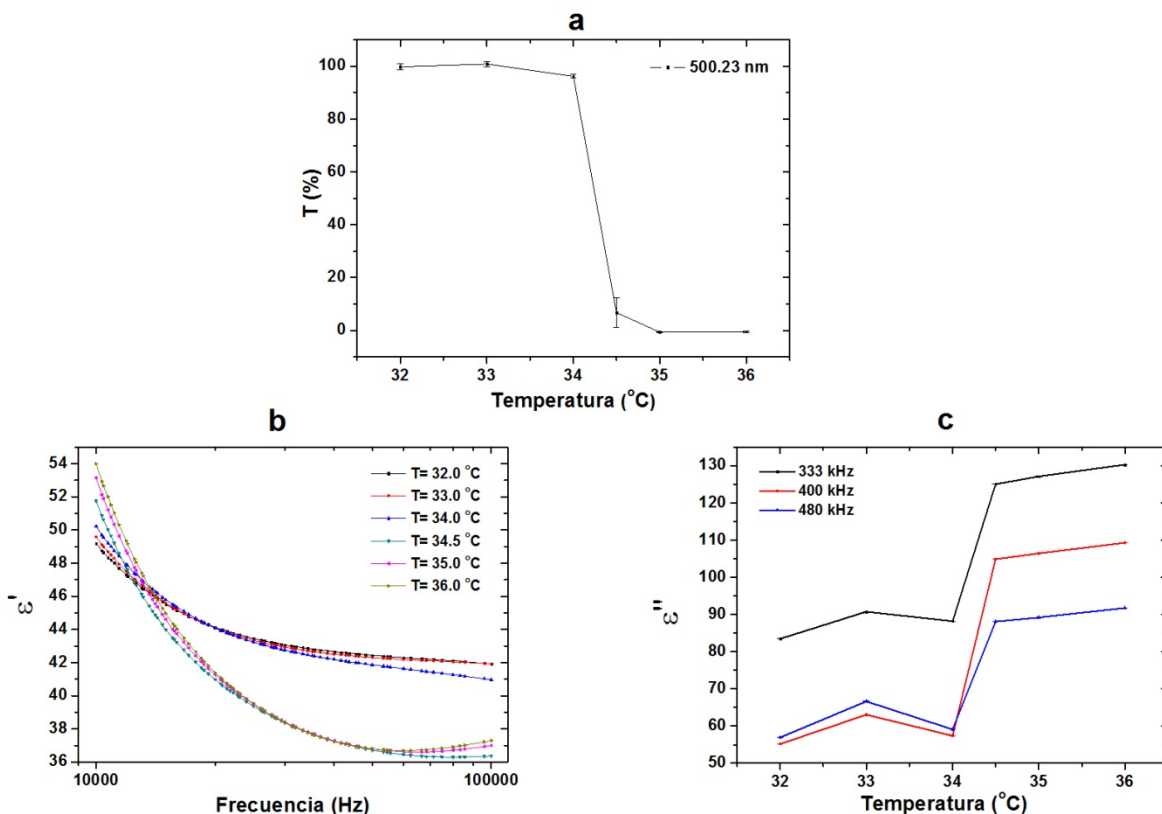 a
100
80
60
40
20
0
T (%)
500.23 nm
32 33 34 35 36
Temperatura (°C)
b
54
52
50
48
46
44
42
40
38
36
ε'
T= 32.0 °C
T= 33.0 °C
T= 34.0 °C
T= 34.5 °C
T= 35.0 °C
T= 36.0 °C
10000 100000
Frecuencia (Hz)
c
130
120
110
100
90
80
70
60
50
ε"
333 kHz
400 kHz
480 kHz
32 33 34 35 36
Temperatura (°C)